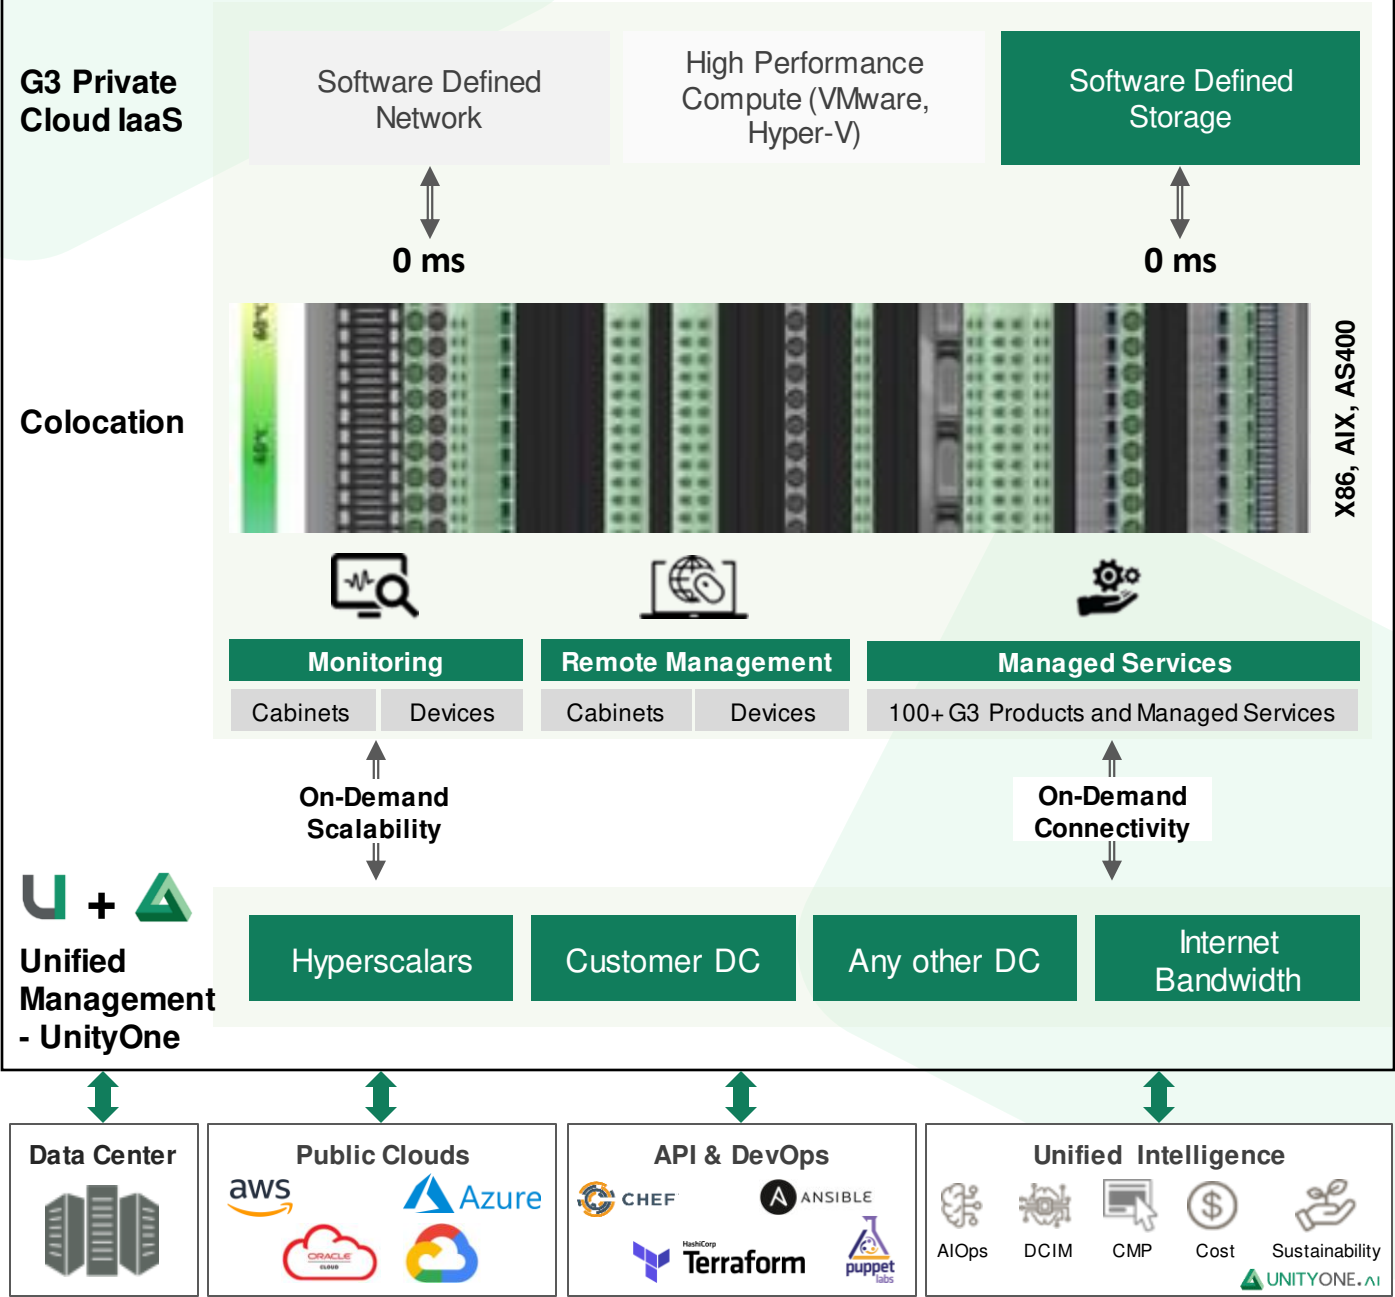 G3 Private
Cloud IaaS
Software Defined
Network
High Performance
Compute (VMware,
Hyper-V)
Software Defined
Storage
0 ms
0 ms
Colocation
60°C
45°C
X86, AIX, AS400
Monitoring
Remote Management
Managed Services
Cabinets
Devices
Cabinets
Devices
100+ G3 Products and Managed Services
On-Demand
Scalability
On-Demand
Connectivity
U + 
Unified
Management
- UnityOne
Hyperscalars
Customer DC
Any other DC
Internet
Bandwidth
Data Center
Public Clouds
aws
Azure
ORACLE
CLOUD
API & DevOps
CHEF
ANSIBLE
HashiCorp
Terraform
puppet
labs
Unified Intelligence
AIOps
DCIM
CMP
Cost
Sustainability
UNITYONE.AI